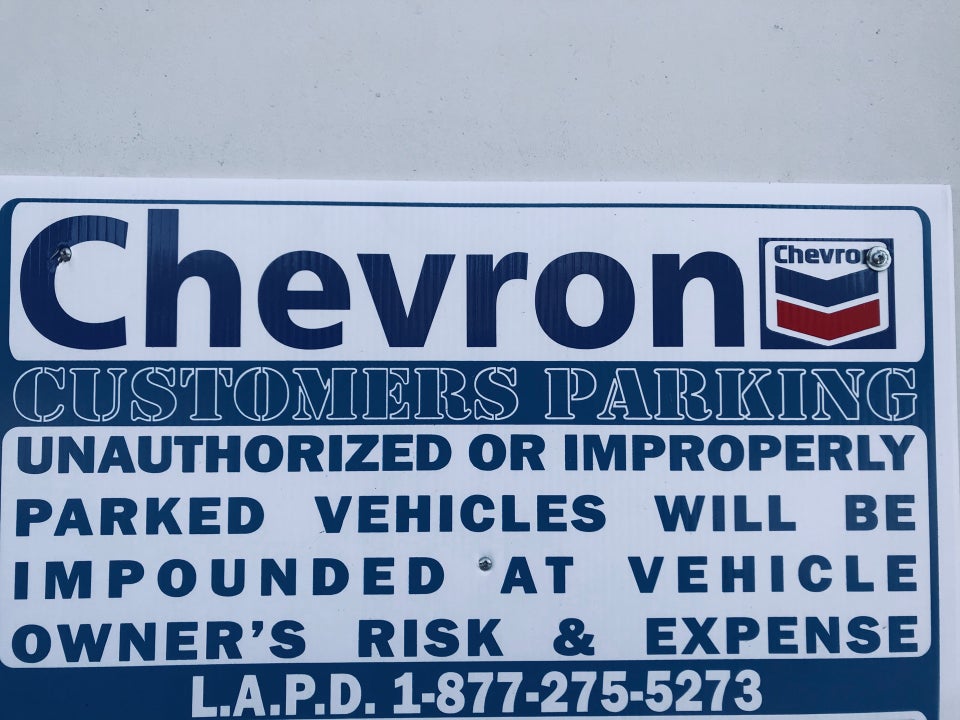 Chevron
Chevron
CUSTOMERS PARKING
UNAUTHORIZED OR IMPROPERLY
PARKED VEHICLES WILL BE
IMPOUNDED AT VEHICLE
OWNER'S RISK & EXPENSE
L.A.P.D. 1-877-275-5273